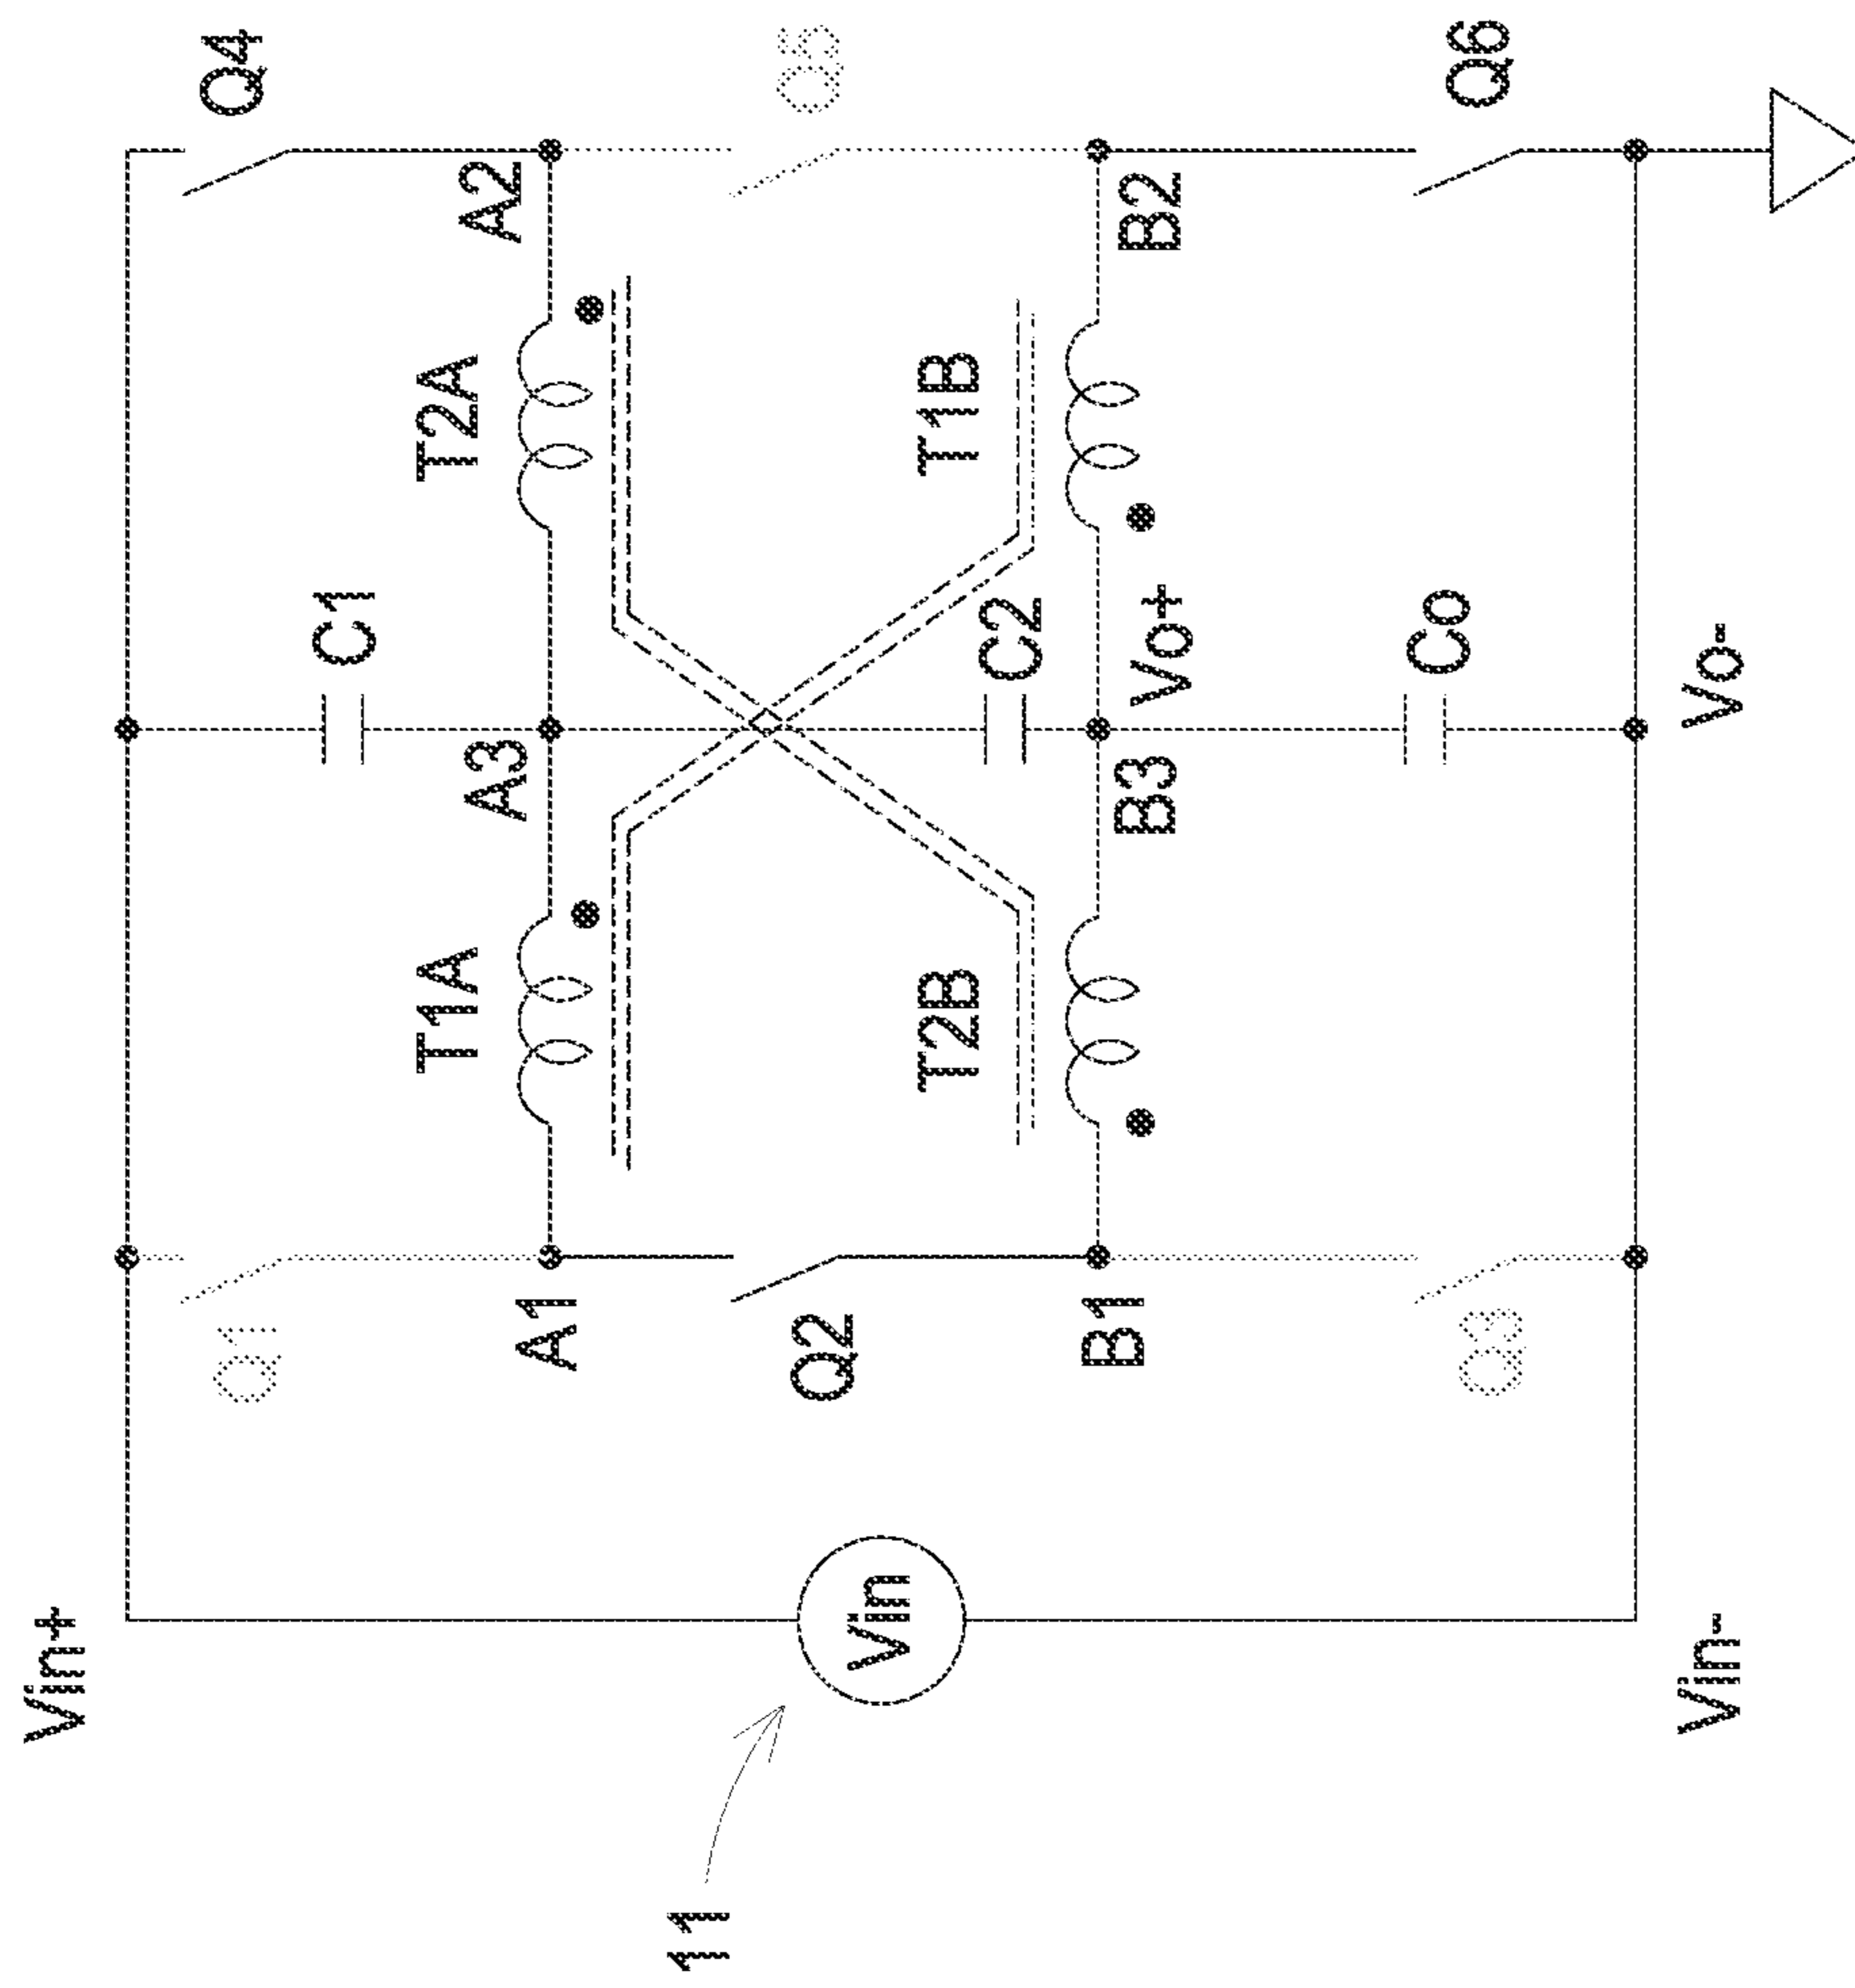 Vin+
Q4
C1
T1A
T2A
A3
A2
Q1
A1
Q5
11
Vin
Q2
T2B
T1B
C2
B1
B3
Vo+
B2
Q3
Co
Q6
Vin-
Vo-